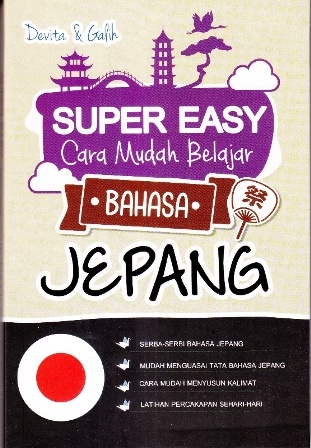 Devita & Galih
SUPER EASY
Cara Mudah Belajar
• BAHASA •
祭
JEPANG
SERBA-SERBI BAHASA JEPANG
MUDAH MENGUASAI TATA BAHASA JEPANG
CARA MUDAH MENYUSUN KALIMAT
LATIHAN PERCAKAPAN SEHARI-HARI